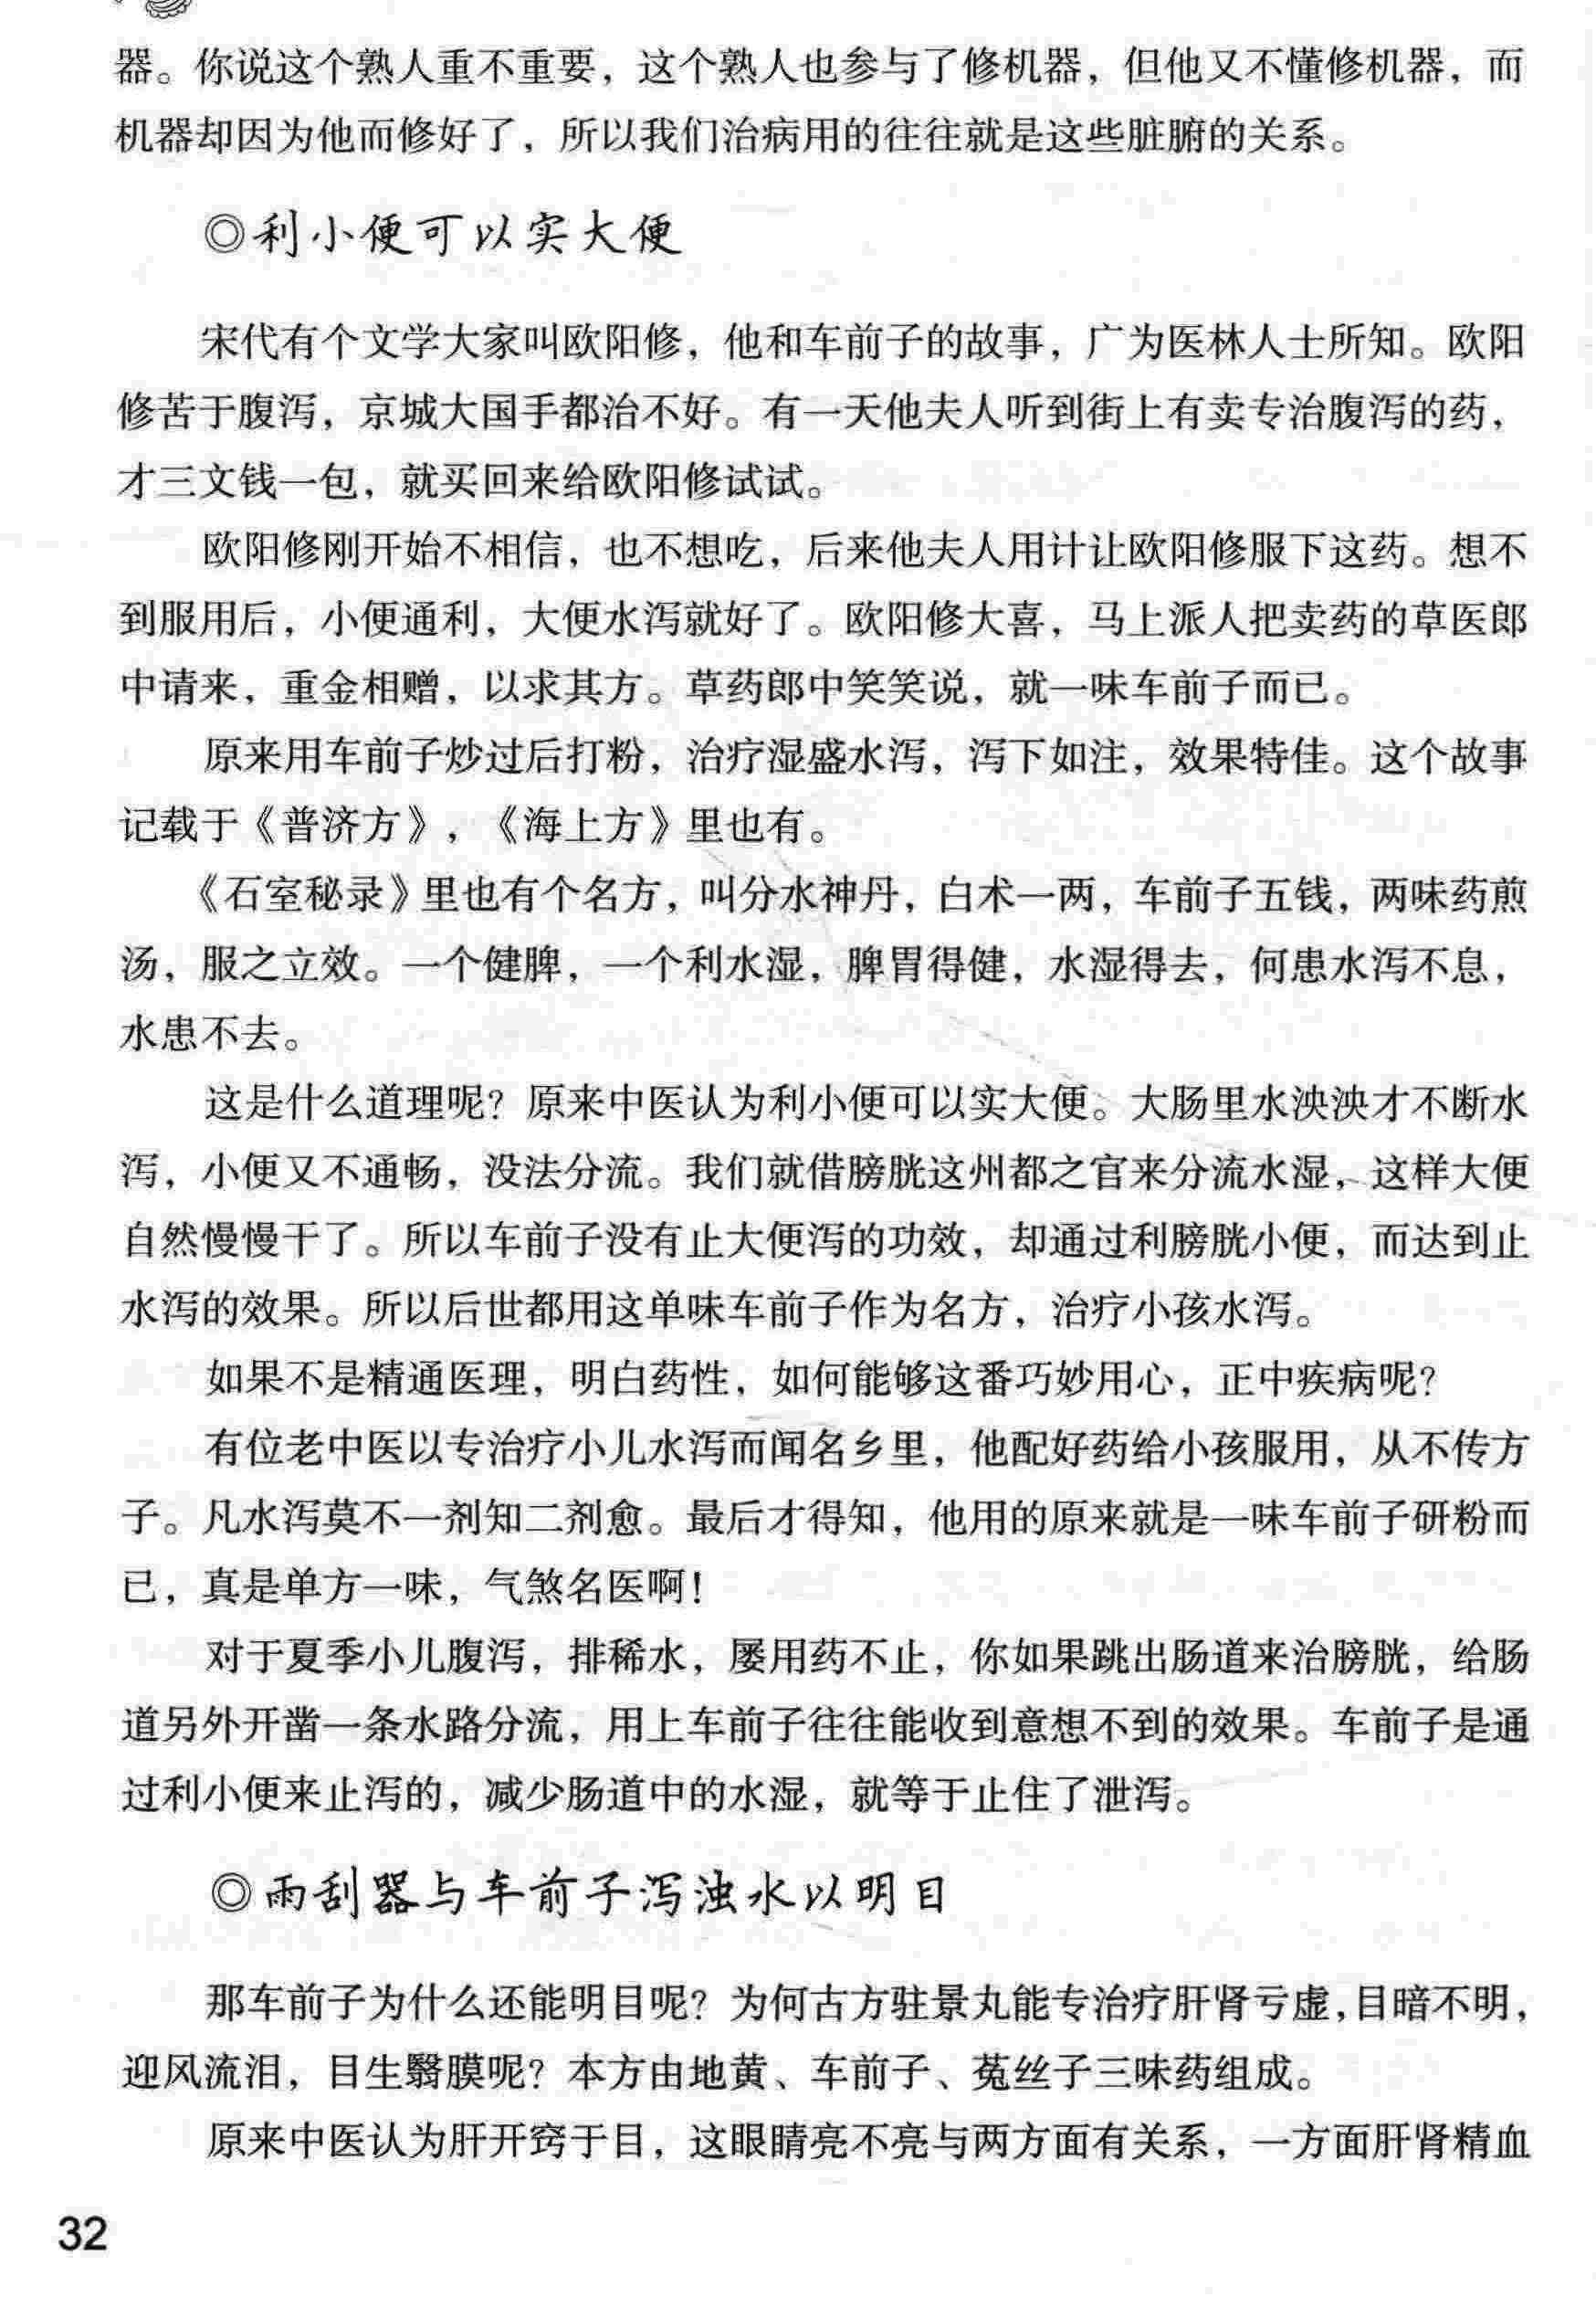 器。你说这个熟人重不重要，这个熟人也参与了修机器，但他又不懂修机器，而
机器却因为他而修好了，所以我们治病用的往往就是这些脏腑的关系。
◎利小便可以实大便
宋代有个文学大家叫欧阳修，他和车前子的故事，广为医林人士所知。欧阳
修苦于腹泻，京城大国手都治不好。有一天他夫人听到街上有卖专治腹泻的药，
才三文钱一包，就买回来给欧阳修试试。
欧阳修刚开始不相信，也不想吃，后来他夫人用计让欧阳修服下这药。想不
到服用后，小便通利，大便水泻就好了。欧阳修大喜，马上派人把卖药的草医郎
中请来，重金相赠，以求其方。草药郎中笑笑说，就一味车前子而已。
原来用车前子炒过后打粉，治疗湿盛水泻，泻下如注，效果特佳。这个故事
记载于《普济方》，《海上方》里也有。
《石室秘录》里也有个名方，叫分水神丹，白术一两，车前子五钱，两味药煎
汤，服之立效。一个健脾，一个利水湿，脾胃得健，水湿得去，何患水泻不息，
水患不去。
这是什么道理呢？原来中医认为利小便可以实大便。大肠里水泱泱才不断水
泻，小便又不通畅，没法分流。我们就借膀胱这州都之官来分流水湿，这样大便
自然慢慢干了。所以车前子没有止大便泻的功效，却通过利膀胱小便，而达到止
水泻的效果。所以后世都用这单味车前子作为名方，治疗小孩水泻。
如果不是精通医理，明白药性，如何能够这番巧妙用心，正中疾病呢？
有位老中医以专治疗小儿水泻而闻名乡里，他配好药给小孩服用，从不传方
子。凡水泻莫不一剂知二剂愈。最后才得知，他用的原来就是一味车前子研粉而
已，真是单方一味，气煞名医啊！
对于夏季小儿腹泻，排稀水，屡用药不止，你如果跳出肠道来治膀胱，给肠
道另外开凿一条水路分流，用上车前子往往能收到意想不到的效果。车前子是通
过利小便来止泻的，减少肠道中的水湿，就等于止住了泄泻。
◎雨刮器与车前子泻浊水以明目
那车前子为什么还能明目呢？为何古方驻景丸能专治疗肝肾亏虚，目暗不明，
迎风流泪，目生翳膜呢？本方由地黄、车前子、菟丝子三味药组成。
原来中医认为肝开窍于目，这眼睛亮不亮与两方面有关系，一方面肝肾精血
32